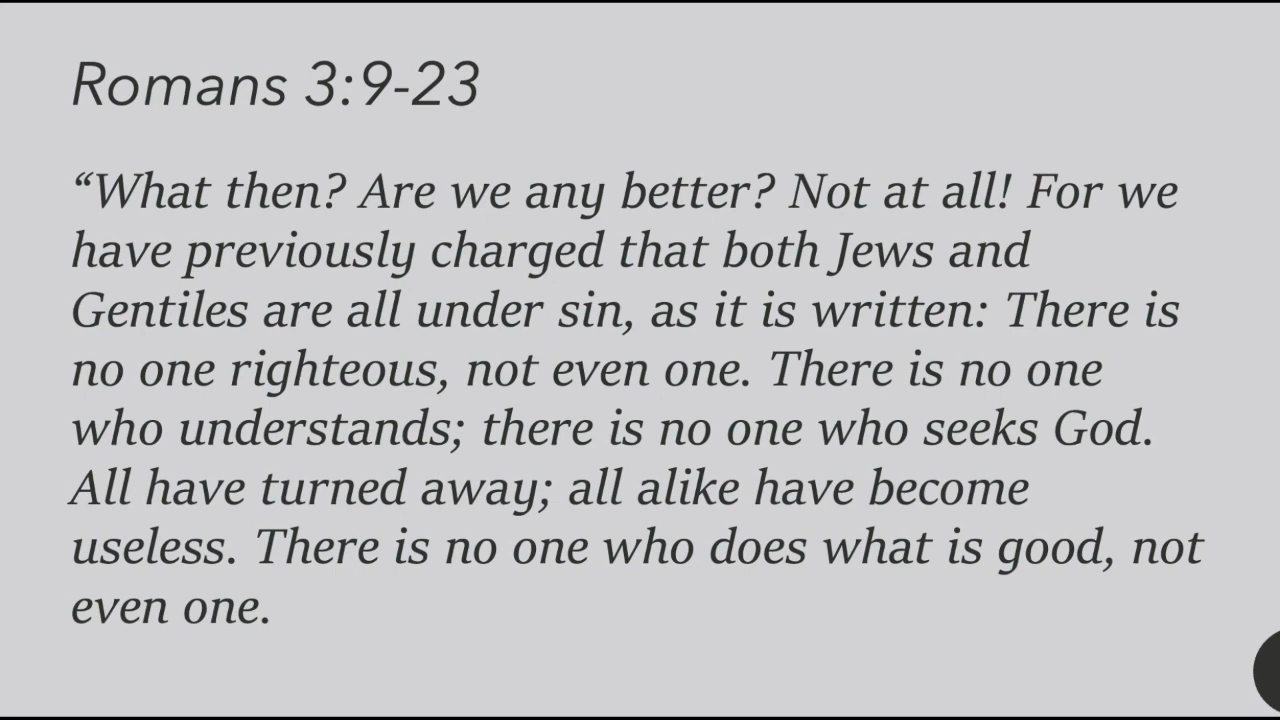 Romans 3:9-23
“What then? Are we any better? Not at all! For we
have previously charged that both Jews and
Gentiles are all under sin, as it is written: There is
no one righteous, not even one. There is no one
who understands; there is no one who seeks God.
All have turned away; all alike have become
useless. There is no one who does what is good, not
even one.